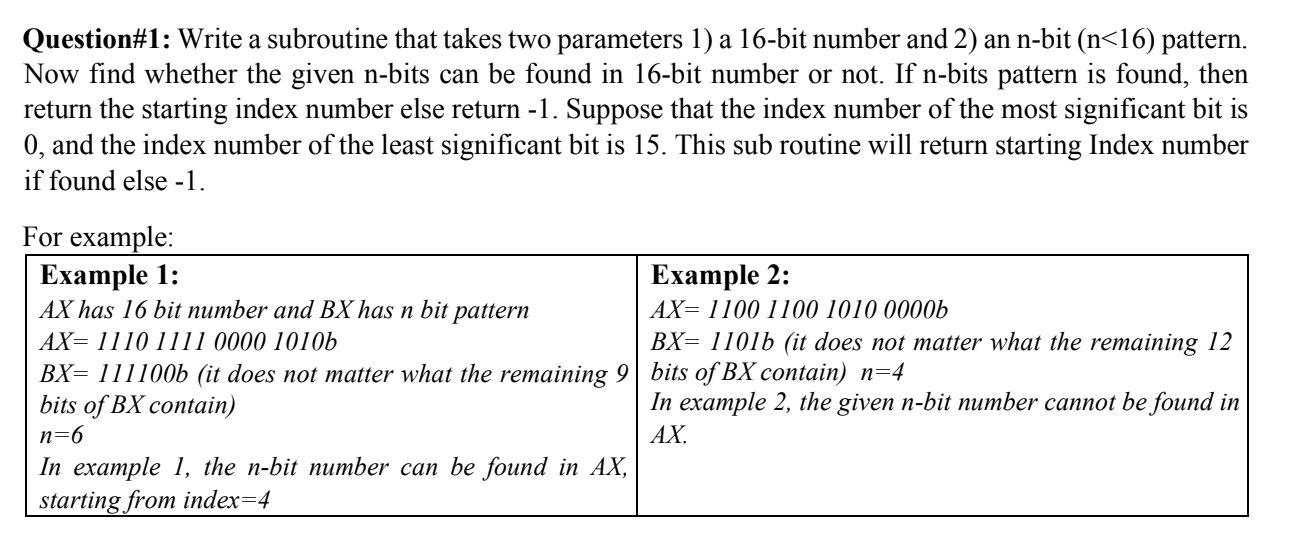 Question#1: Write a subroutine that takes two parameters 1) a 16-bit number and 2) an n-bit (n<16) pattern.
Now find whether the given n-bits can be found in 16-bit number or not. If n-bits pattern is found, then
return the starting index number else return -1. Suppose that the index number of the most significant bit is
0, and the index number of the least significant bit is 15. This sub routine will return starting Index number
if found else -1.
For example:
Example 1:
AX has 16 bit number and BX has n bit pattern
AX= 1110 1111 0000 1010b
BX= 111100b (it does not matter what the remaining 9
bits of BX contain)
n=6
In example 1, the n-bit number can be found in AX,
starting from index=4
Example 2:
AX= 1100 1100 1010 0000b
BX= 1101b (it does not matter what the remaining 12
bits of BX contain) n=4
In example 2, the given n-bit number cannot be found in
AX.